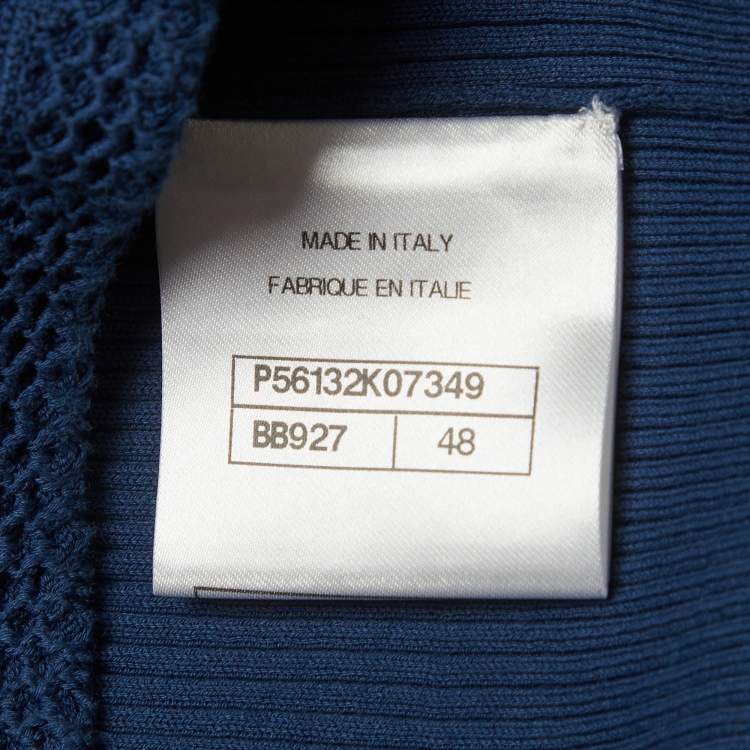 MADE IN ITALY
FABRIQUE EN ITALIE
P56132K07349
BB927 48